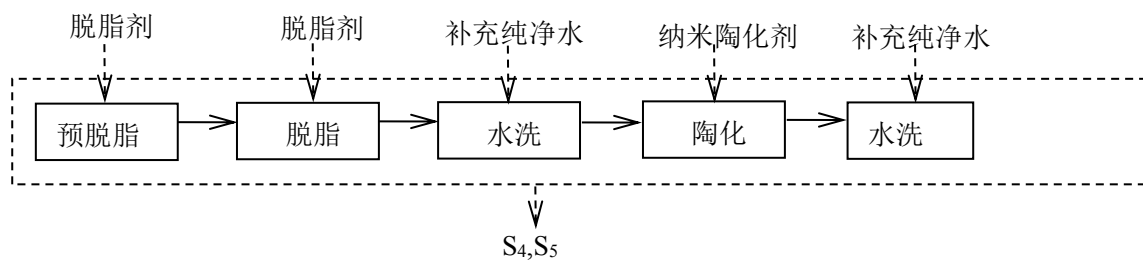 脱脂剂 脱脂剂 补充纯净水 纳米陶化剂 补充纯净水
预脱脂 脱脂 水洗 陶化 水洗
S4,S5